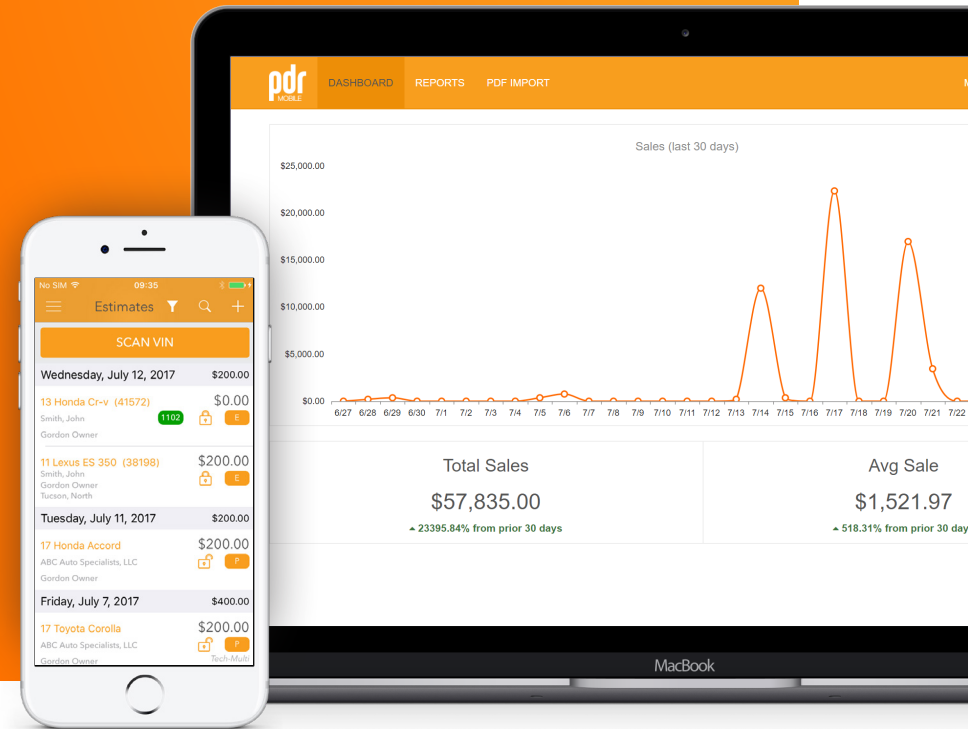 pdr
MOBILE
DASHBOARD
REPORTS
PDF IMPORT
Sales (last 30 days)
$25,000.00
$20,000.00
$15,000.00
$10,000.00
$5,000.00
$0.00
6/27 6/28 6/29 6/30 7/1 7/2 7/3 7/4 7/5 7/6 7/7 7/8 7/9 7/10 7/11 7/12 7/13 7/14 7/15 7/16 7/17 7/18 7/19 7/20 7/21 7/22
Total Sales
$57,835.00
23395.84% from prior 30 days
Avg Sale
$1,521.97
518.31% from prior 30 day
MacBook
No SIM 09:35
Estimates
SCAN VIN
Wednesday, July 12, 2017 $200.00
13 Honda Cr-v (41572) $0.00
Smith, John 1102 E
Gordon Owner
11 Lexus ES 350 (38198) $200.00
Smith, John
Gordon Owner E
Tucson, North
Tuesday, July 11, 2017 $200.00
17 Honda Accord $200.00
ABC Auto Specialists, LLC P
Gordon Owner
Friday, July 7, 2017 $400.00
17 Toyota Corolla $200.00
ABC Auto Specialists, LLC P
Gordon Owner Tech-Multi